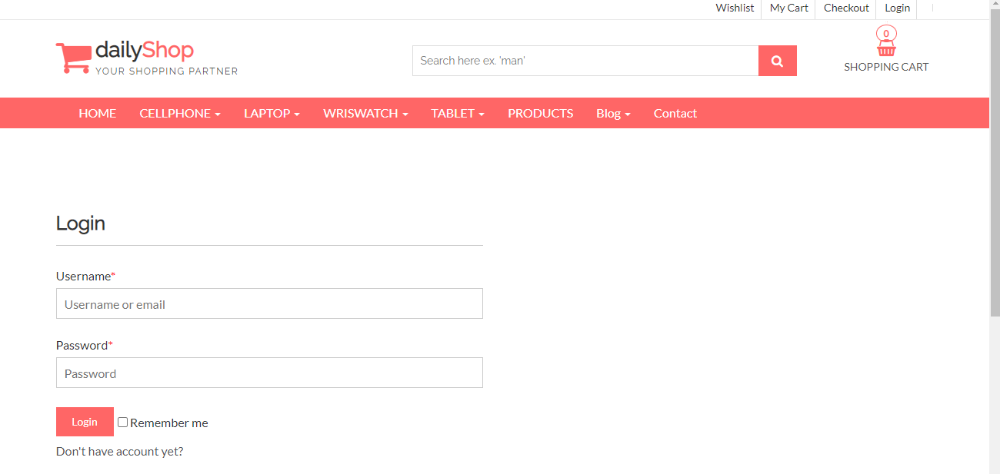 Wishlist My Cart Checkout Login
dailyShop
YOUR SHOPPING PARTNER
Search here ex. 'man'
0
SHOPPING CART
HOME CELLPHONE LAPTOP WRISWATCH TABLET PRODUCTS Blog Contact
Login
Username*
Username or email
Password*
Password
Login Remember me
Don't have account yet?